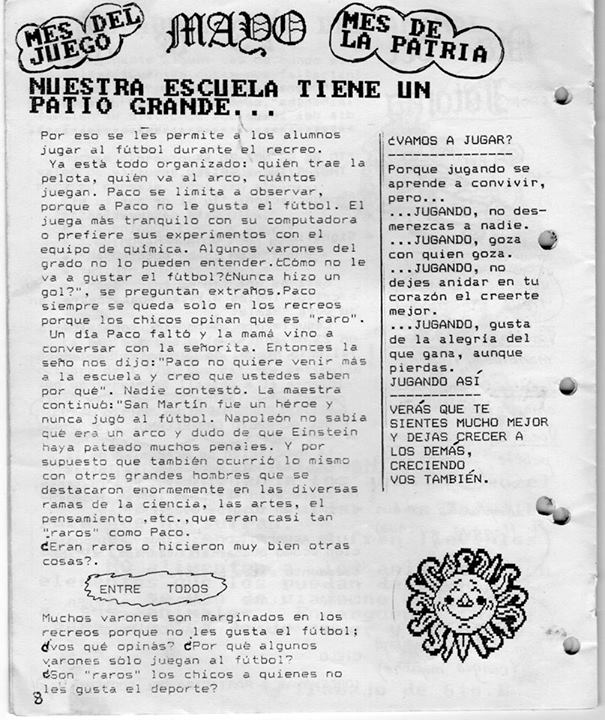 MES DEL
JUEGO
MAYO
MES DE
LA PATRIA
NUESTRA ESCUELA TIENE UN
PATIO GRANDE...
Por eso se les permite a los alumnos
jugar al fútbol durante el recreo.
Ya está todo organizado: quién trae la
pelota, quién va al arco, cuántos
juegan. Paco se limita a observar,
porque a Paco no le gusta el fútbol. El
juega más tranquilo con su computadora
o prefiere sus experimentos con el
equipo de química. Algunos varones del
grado no lo pueden entender.¿Cómo no le
va a gustar el fútbol?¿Nunca hizo un
gol?", se preguntan extraños.Paco
siempre se queda solo en los recreos
porque los chicos opinan que es "raro".
Un día Paco faltó y la mamá vino a
conversar con la señorita. Entonces la
seño nos dijo:"Paco no quiere venir más
a la escuela y creo que ustedes saben
por qué". Nadie contestó. La maestra
continuó:"San Martín fue un héroe y
nunca jugó al fútbol. Napoleón no sabía
qué era un arco y dudo de que Einstein
haya pateado muchos penales. Y por
supuesto que también ocurrió lo mismo
con otros grandes hombres que se
destacaron enormemente en las diversas
ramas de la ciencia, las artes, el
pensamiento ,etc.,que eran casi tan
"raros" como Paco.
¿Eran raros o hicieron muy bien otras
cosas?.
ENTRE TODOS
Muchos varones son marginados en los
recreos porque no les gusta el fútbol;
¿vos qué opinás? ¿Por qué algunos
varones sólo juegan al fútbol?
¿Son "raros" los chicos a quienes no
les gusta el deporte?
8
¿VAMOS A JUGAR?
----------------
Porque jugando se
aprende a convivir,
pero...
...JUGANDO, no des-
merezcas a nadie.
...JUGANDO, goza
con quien goza.
...JUGANDO, no
dejes anidar en tu
corazón el creerte
mejor.
...JUGANDO, gusta
de la alegría del
que gana, aunque
pierdas.
JUGANDO ASÍ
------------
VERÁS QUE TE
SIENTES MUCHO MEJOR
Y DEJAS CRECER A
LOS DEMÁS,
CRECIENDO
VOS TAMBIÉN.